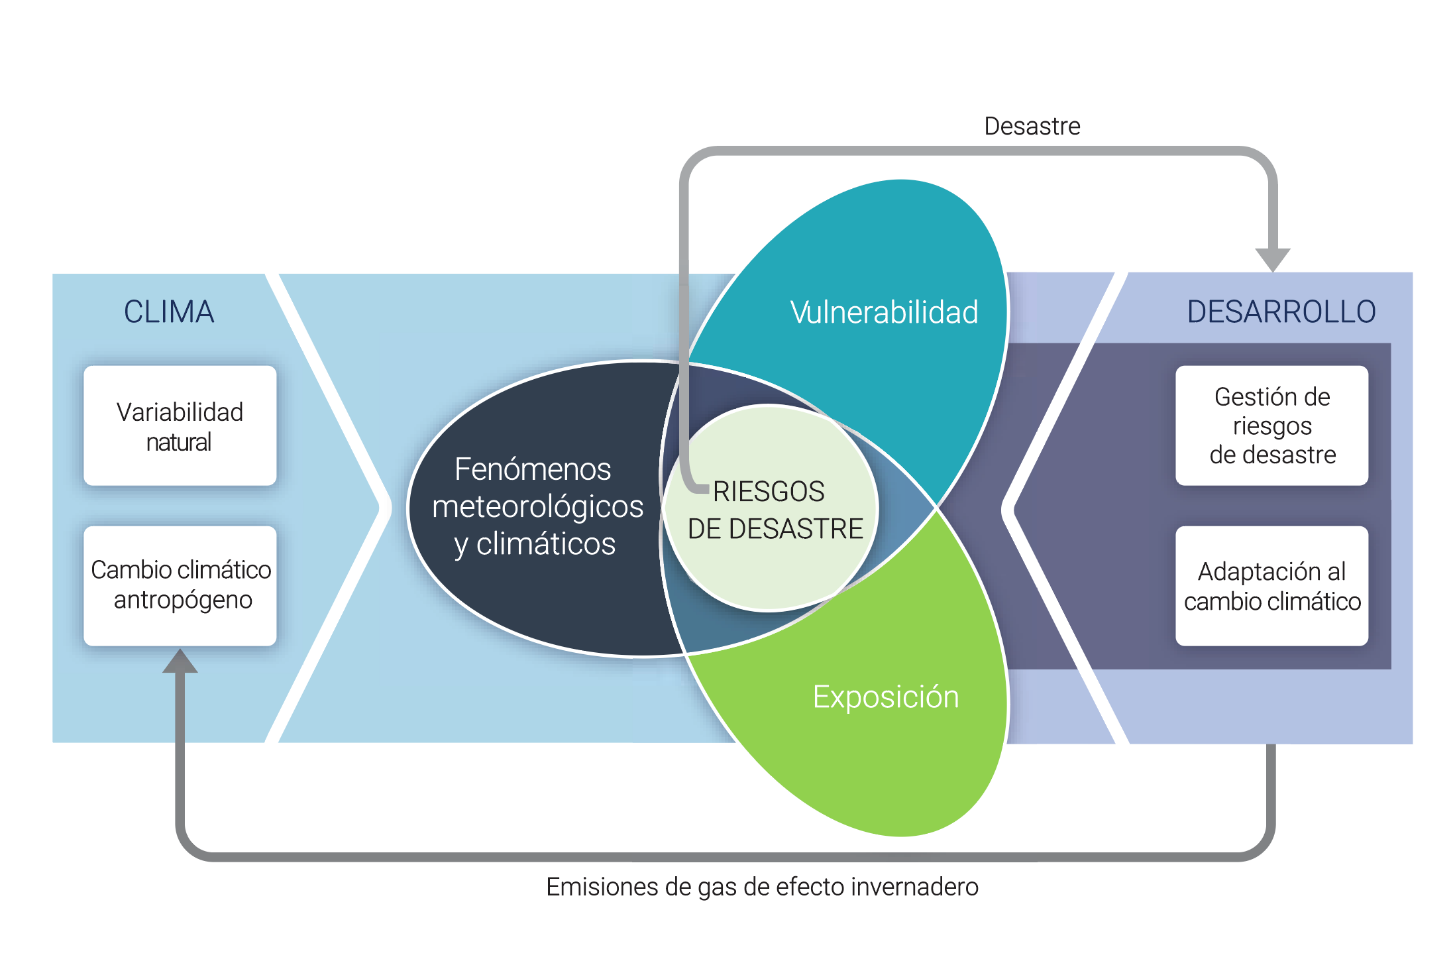 Desastre
CLIMA
Variabilidad
natural
Cambio climático
antropógeno
Fenómenos
meteorológicos
y climáticos
Vulnerabilidad
RIESGOS
DE DESASTRE
Exposición
DESARROLLO
Gestión de
riesgos
de desastre
Adaptación al
cambio climático
Emisiones de gas de efecto invernadero